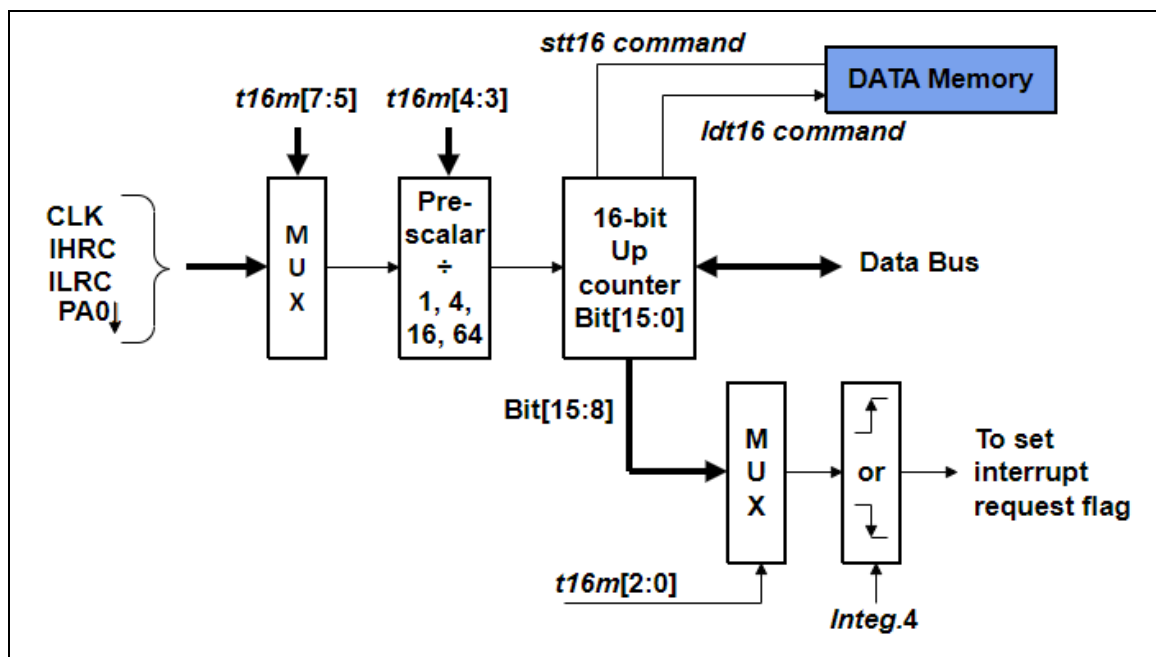 stt16 command
DATA Memory
t16m[7:5]
t16m[4:3]
ldt16 command
CLK
IHRC
ILRC
PA0
M
U
X
Pre-
scalar
÷
1, 4,
16, 64
16-bit
Up
counter
Bit[15:0]
Data Bus
Bit[15:8]
M
U
X
or
To set
interrupt
request flag
t16m[2:0]
Integ.4